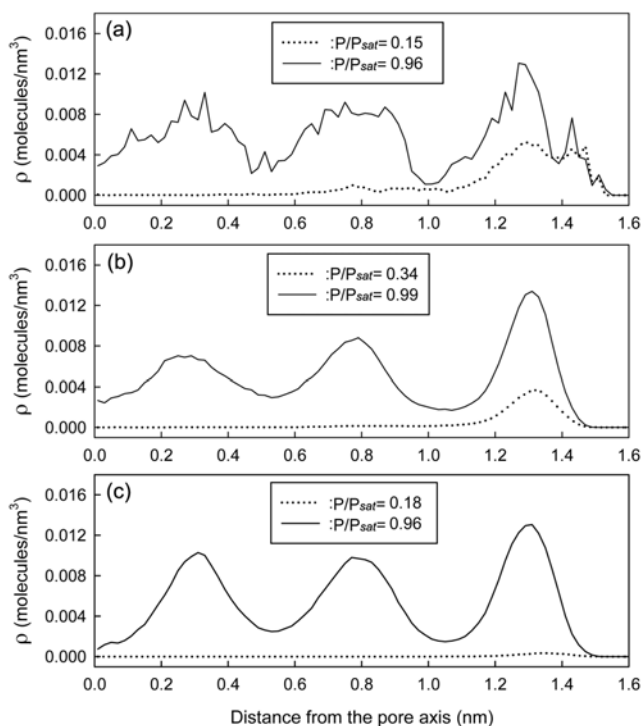 (a)
:P/Psat= 0.15
:P/Psat= 0.96
ρ (molecules/nm³)
0.016
0.012
0.008
0.004
0.000
0.0 0.2 0.4 0.6 0.8 1.0 1.2 1.4 1.6
(b)
:P/Psat= 0.34
:P/Psat= 0.99
ρ (molecules/nm³)
0.016
0.012
0.008
0.004
0.000
0.0 0.2 0.4 0.6 0.8 1.0 1.2 1.4 1.6
(c)
:P/Psat= 0.18
:P/Psat= 0.96
ρ (molecules/nm³)
0.016
0.012
0.008
0.004
0.000
0.0 0.2 0.4 0.6 0.8 1.0 1.2 1.4 1.6
Distance from the pore axis (nm)